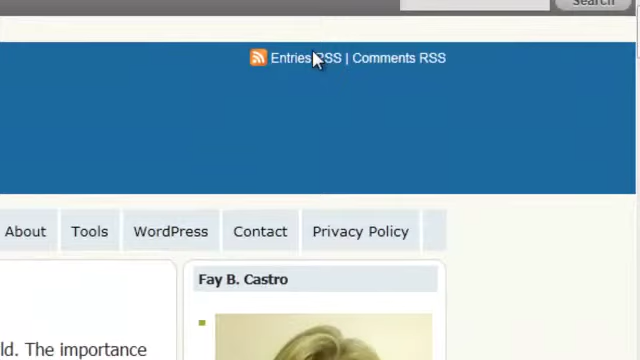 Search
Entries RSS | Comments RSS
About Tools WordPress Contact Privacy Policy
Fay B. Castro
ld. The importance